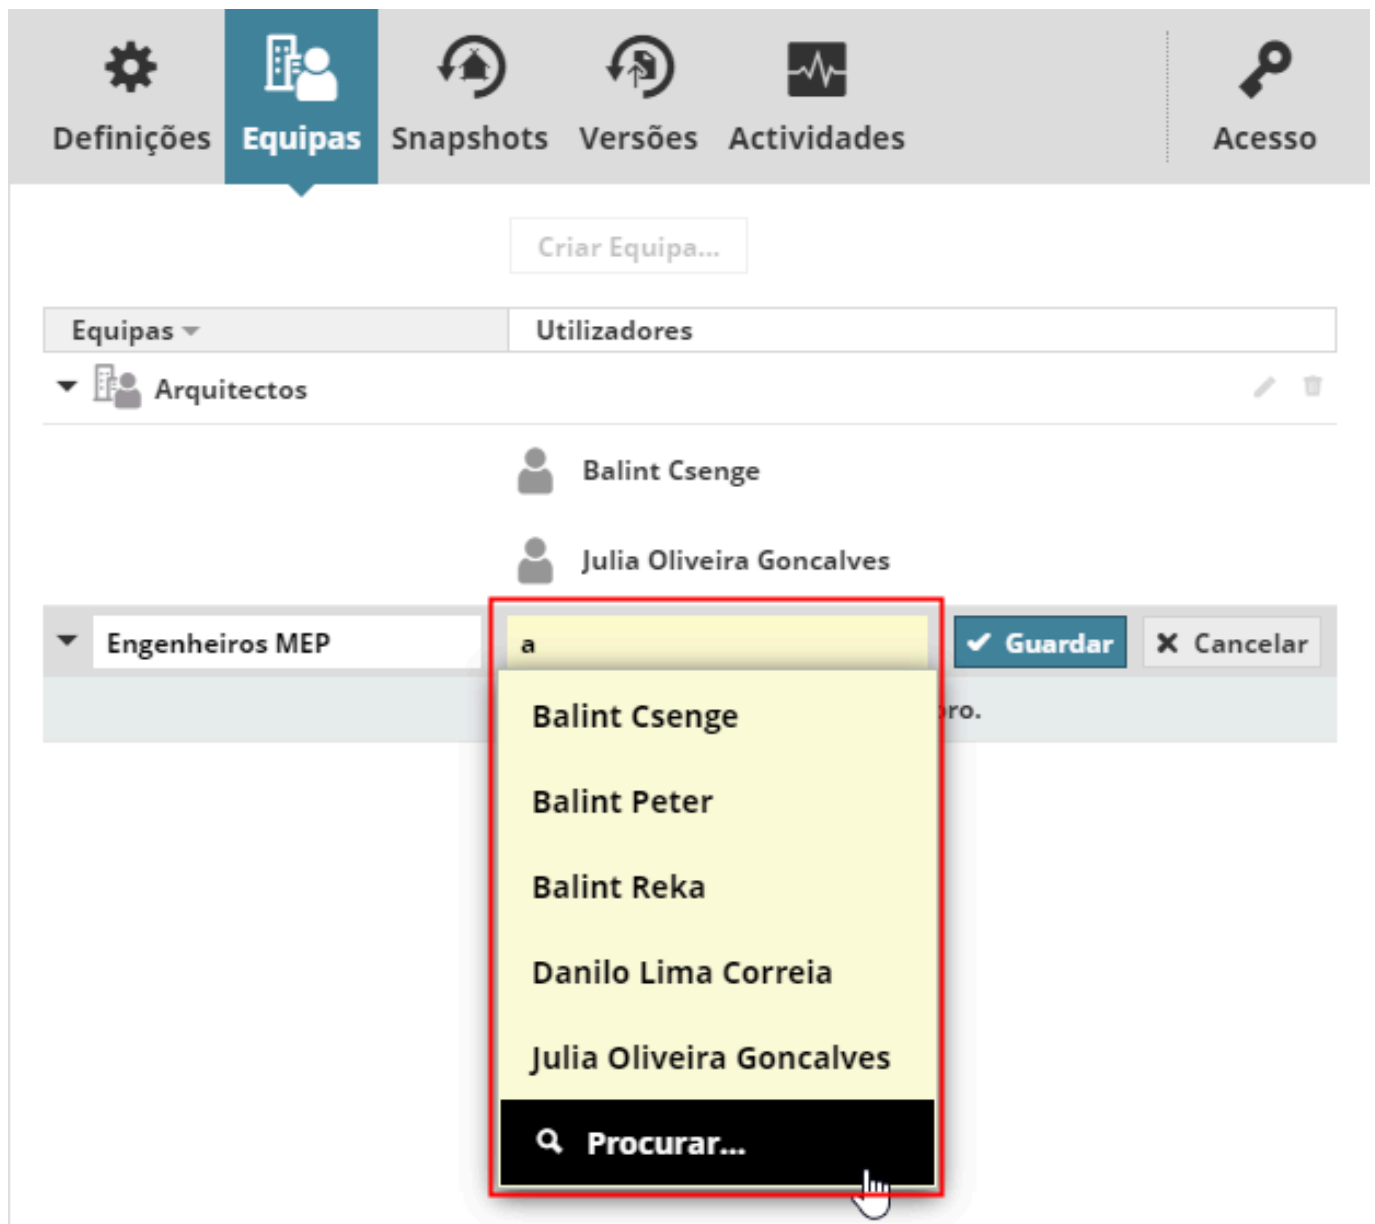 Definições Equipas Snapshots Versões Actividades Acesso
Criar Equipa...
Equipas Utilizadores
Arquitectos
Balint Csenge
Julia Oliveira Goncalves
Engenheiros MEP a Guardar Cancelar
Balint Csenge
Balint Peter
Balint Reka
Danilo Lima Correia
Julia Oliveira Goncalves
Procurar...